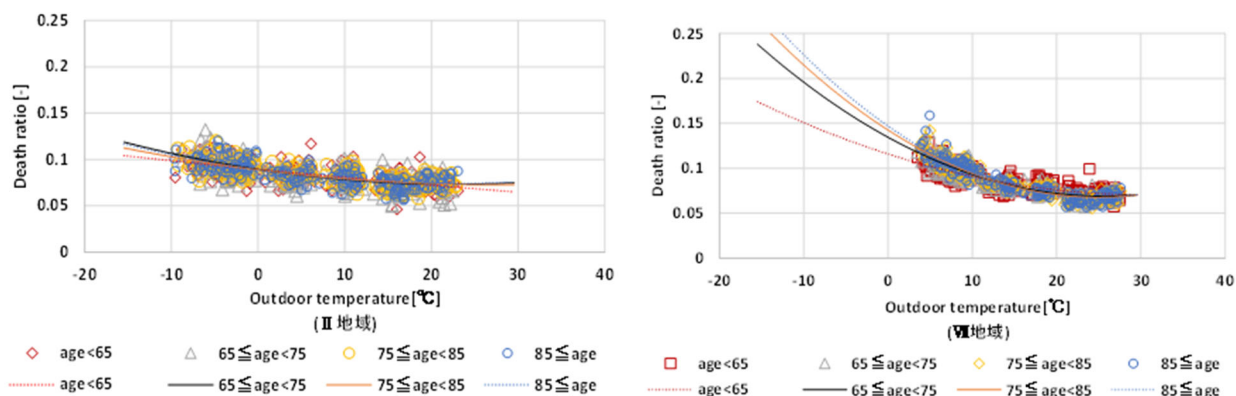 0.25
0.2
0.15
0.1
0.05
0
Death ratio [-]
-20
-10
0
10
20
30
40
Outdoor temperature[℃]
(Ⅱ地域)
age<65
65≦age<75
75≦age<85
85≦age
age<65
65≦age<75
75≦age<85
85≦age
0.25
0.2
0.15
0.1
0.05
0
Death ratio [-]
-20
-10
0
10
20
30
40
Outdoor temperature[℃]
(Ⅶ地域)
age<65
65≦age<75
75≦age<85
85≦age
age<65
65≦age<75
75≦age<85
85≦age